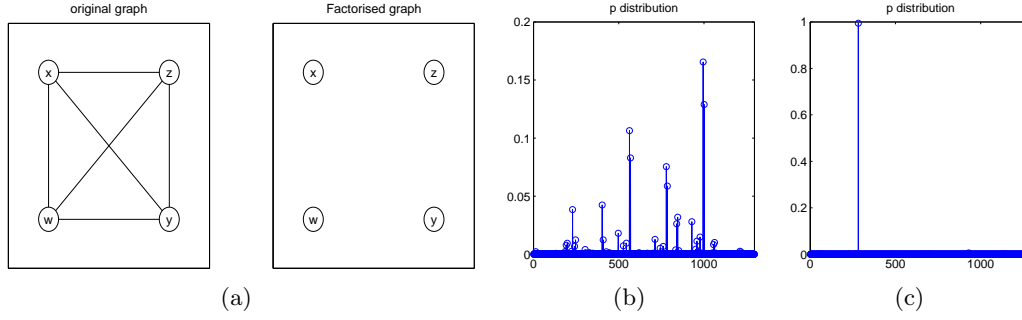 original graph
x
z
w
y
Factorised graph
x
z
w
y
(a)
p distribution
0.2
0.15
0.1
0.05
0
0
500
1000
(b)
p distribution
1
0.8
0.6
0.4
0.2
0
0
500
1000
(c)